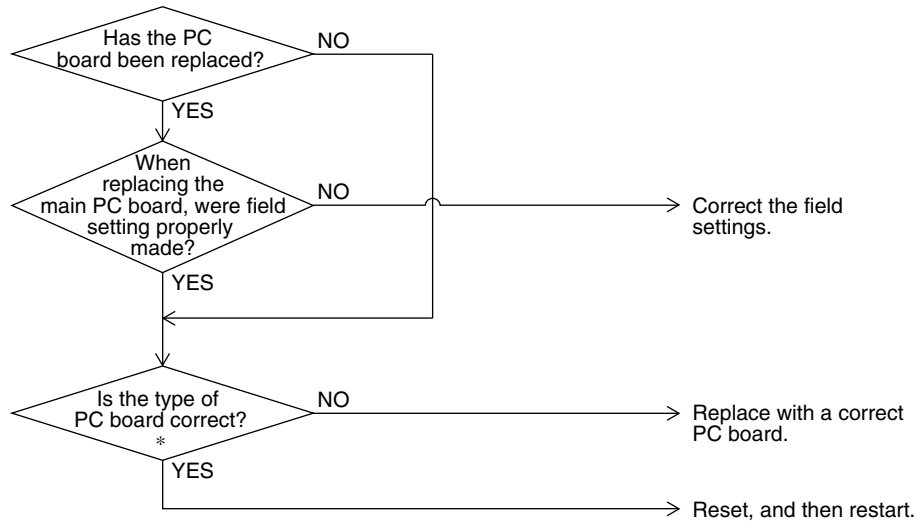 Has the PC
board been replaced?
NO
YES
When
replacing the
main PC board, were field
setting properly
made?
NO
Correct the field
settings.
YES
Is the type of
PC board correct?
*
NO
Replace with a correct
PC board.
YES
Reset, and then restart.